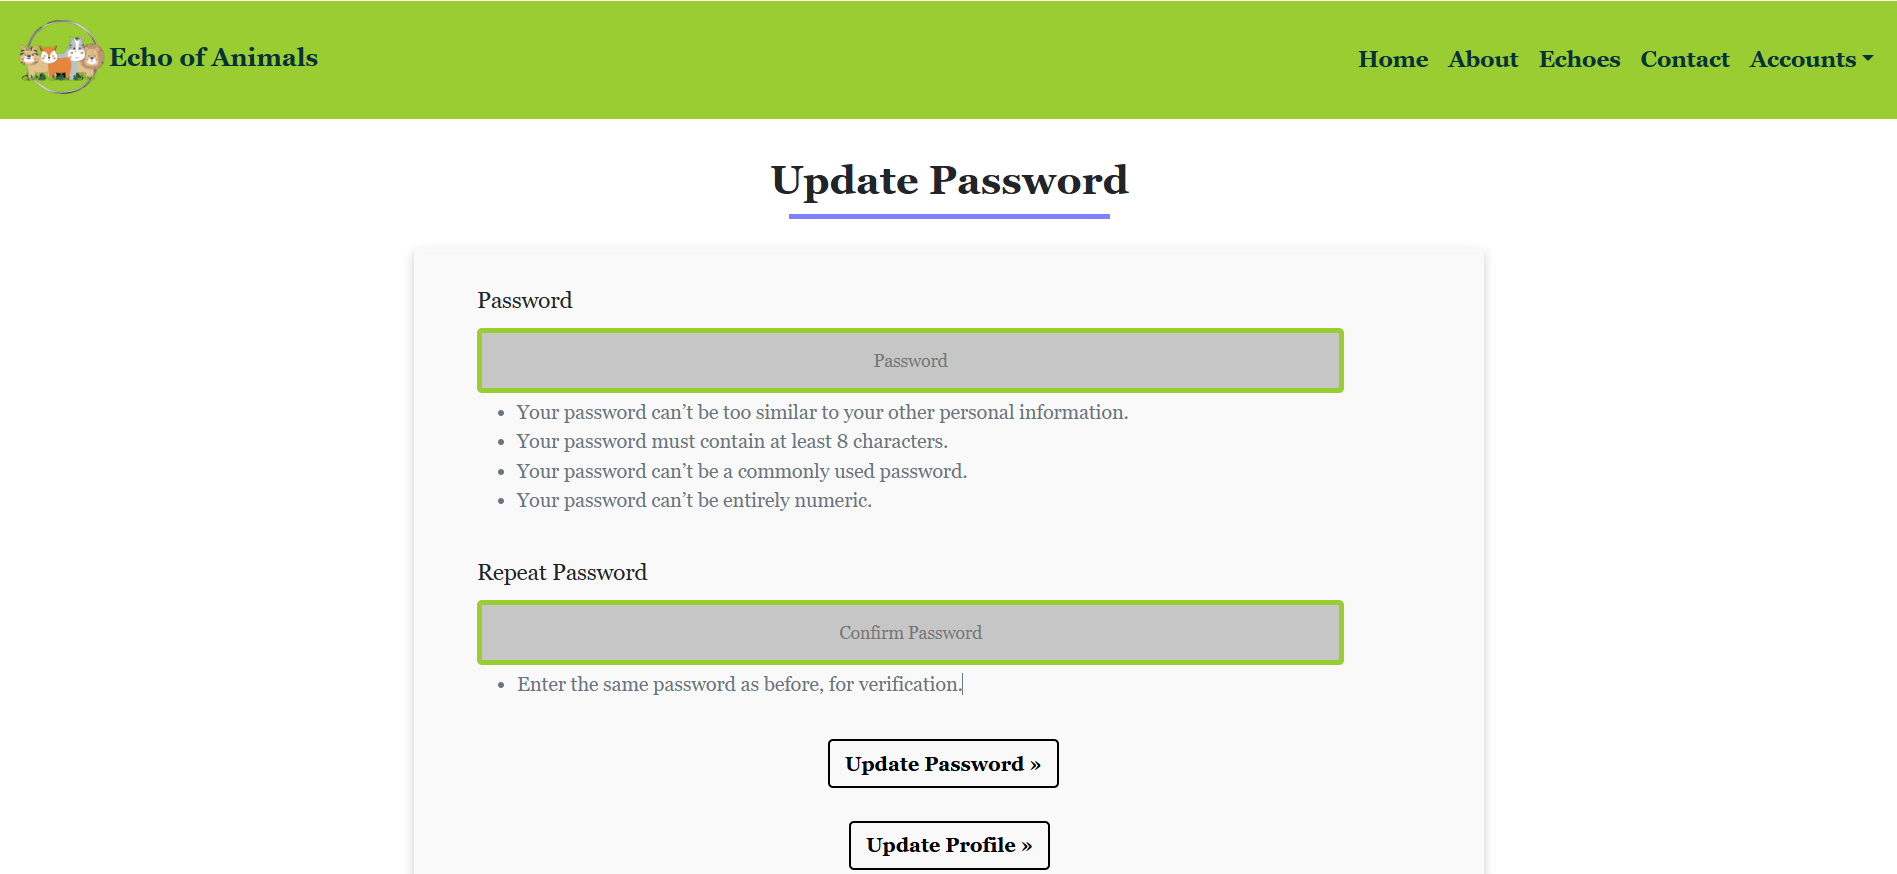 Echo of Animals
Home About Echoes Contact Accounts
Update Password
Password
Password
• Your password can’t be too similar to your other personal information.
• Your password must contain at least 8 characters.
• Your password can’t be a commonly used password.
• Your password can’t be entirely numeric.
Repeat Password
Confirm Password
• Enter the same password as before, for verification.
Update Password »
Update Profile »